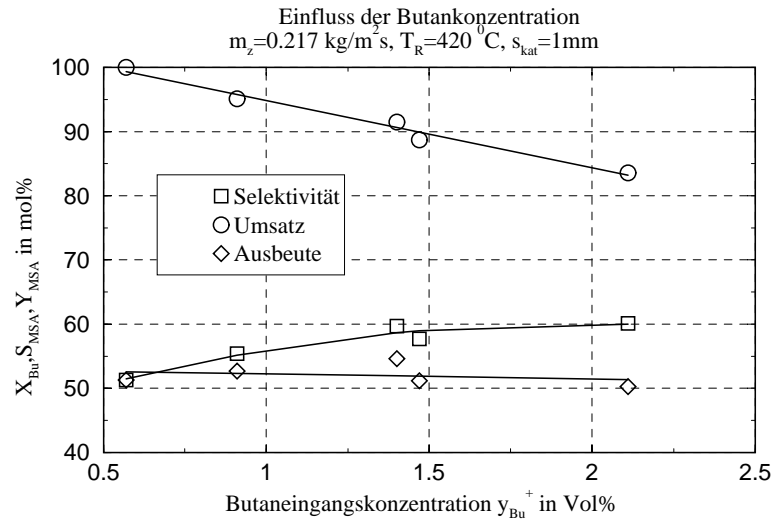 Einfluss der Butankonzentration
m_z=0.217 kg/m²s, T_R=420 ⁰C, s_kat=1mm
100
90
80
70
60
50
40
X_Bu,S_MSA,Y_MSA in mol%
Selektivität
Umsatz
Ausbeute
0.5 1 1.5 2 2.5
Butaneingangskonzentration y_Bu⁺ in Vol%